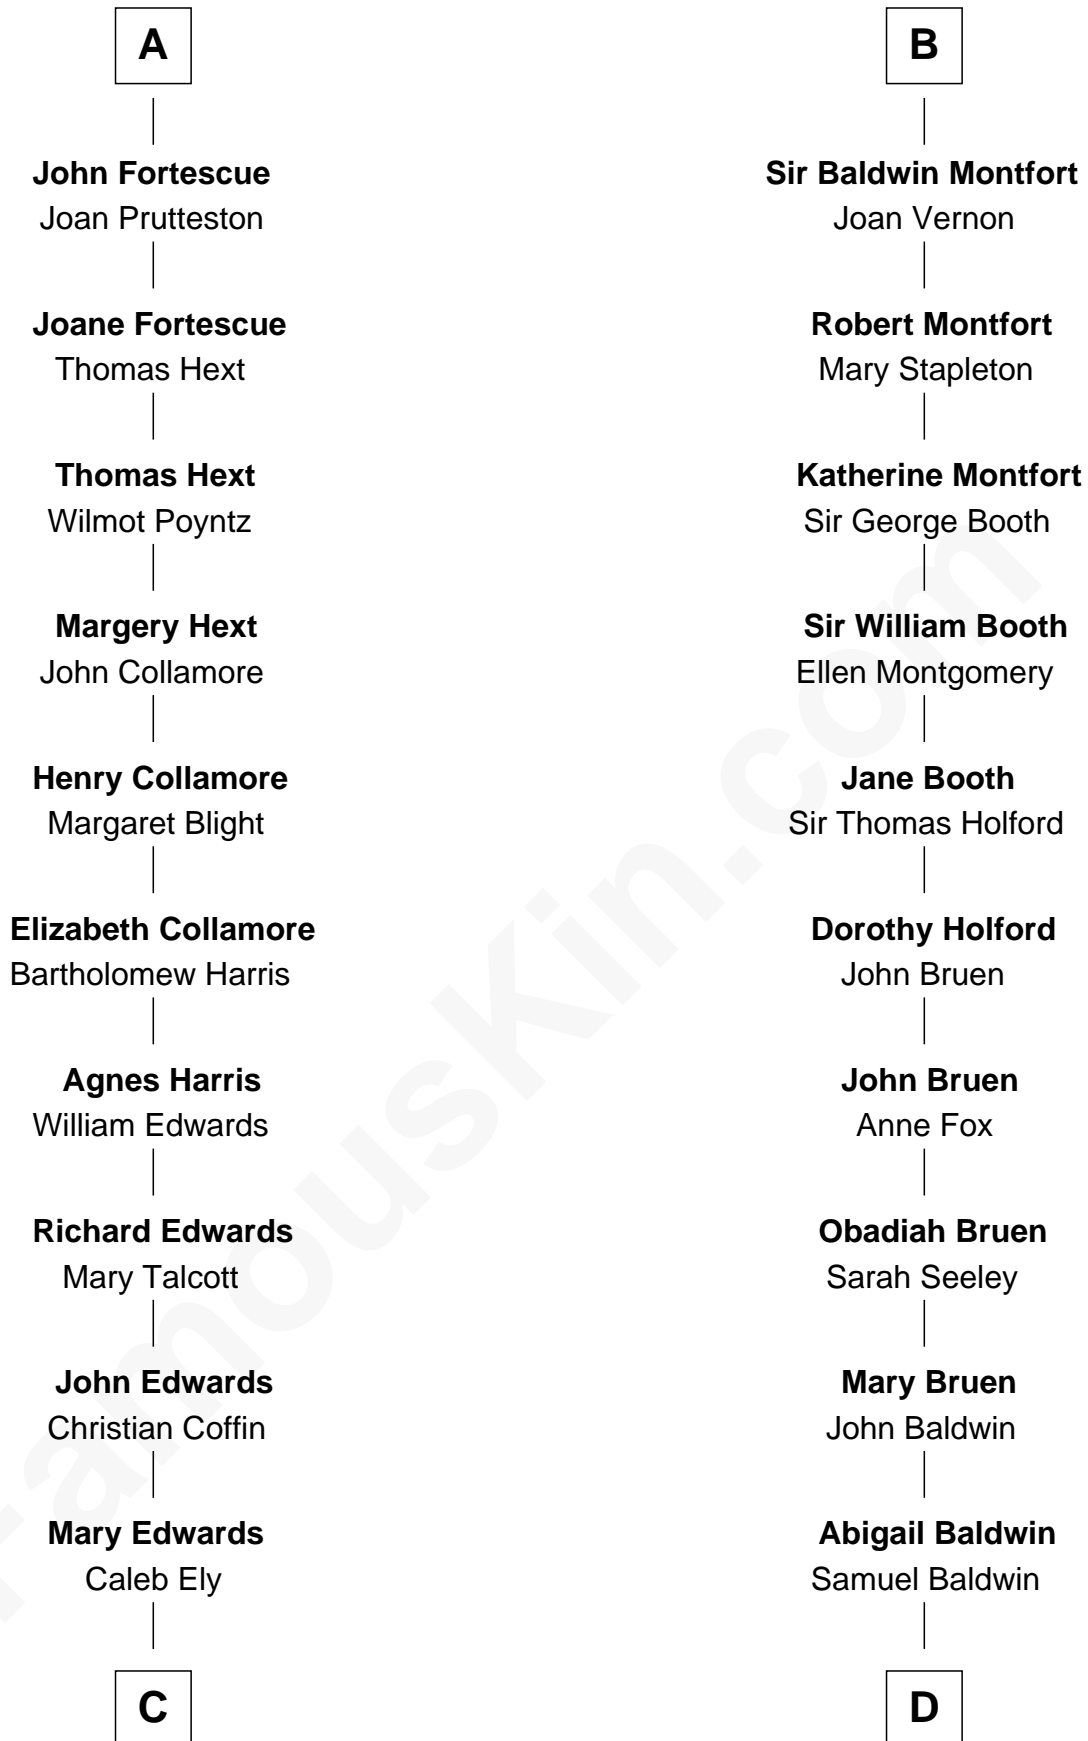 A
John Fortescue
Joan Prutteston
Joane Fortescue
Thomas Hext
Thomas Hext
Wilmot Poyntz
Margery Hext
John Collamore
Henry Collamore
Margaret Blight
Elizabeth Collamore
Bartholomew Harris
Agnes Harris
William Edwards
Richard Edwards
Mary Talcott
John Edwards
Christian Coffin
Mary Edwards
Caleb Ely
C
B
Sir Baldwin Montfort
Joan Vernon
Robert Montfort
Mary Stapleton
Katherine Montfort
Sir George Booth
Sir William Booth
Ellen Montgomery
Jane Booth
Sir Thomas Holford
Dorothy Holford
John Bruen
John Bruen
Anne Fox
Obadiah Bruen
Sarah Seeley
Mary Bruen
John Baldwin
Abigail Baldwin
Samuel Baldwin
D
FamousKin.com